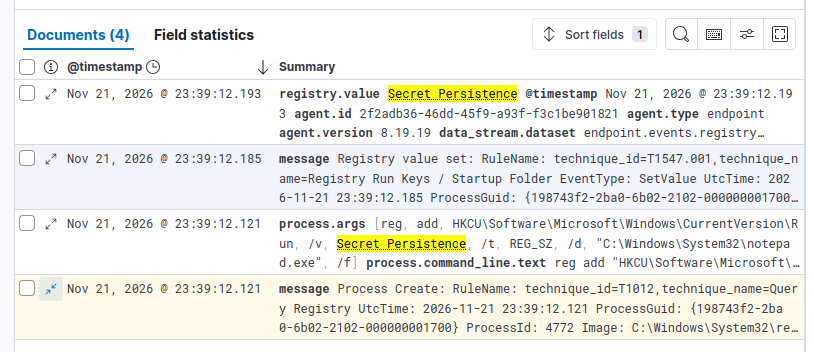 Documents (4) Field statistics Sort fields 1
@timestamp Summary
Nov 21, 2026 @ 23:39:12.193 registry.value Secret Persistence @timestamp Nov 21, 2026 @ 23:39:12.19
3 agent.id 2f2adb36-46dd-45f9-a93f-f3c1be901821 agent.type endpoint
agent.version 8.19.19 data_stream.dataset endpoint.events.registry…
Nov 21, 2026 @ 23:39:12.185 message Registry value set: RuleName: technique_id=T1547.001,technique_n
ame=Registry Run Keys / Startup Folder EventType: SetValue UtcTime: 202
6-11-21 23:39:12.185 ProcessGuid: {198743f2-2ba0-6b02-2102-000000001700…
Nov 21, 2026 @ 23:39:12.121 process.args [reg, add, HKCU\Software\Microsoft\Windows\CurrentVersion\R
un, /v, Secret Persistence, /t, REG_SZ, /d, "C:\Windows\System32\notepa
d.exe", /f] process.command_line.text reg add "HKCU\Software\Microsoft\…
Nov 21, 2026 @ 23:39:12.121 message Process Create: RuleName: technique_id=T1012,technique_name=Quer
y Registry UtcTime: 2026-11-21 23:39:12.121 ProcessGuid: {198743f2-2ba
0-6b02-2102-000000001700} ProcessId: 4772 Image: C:\Windows\System32\re…